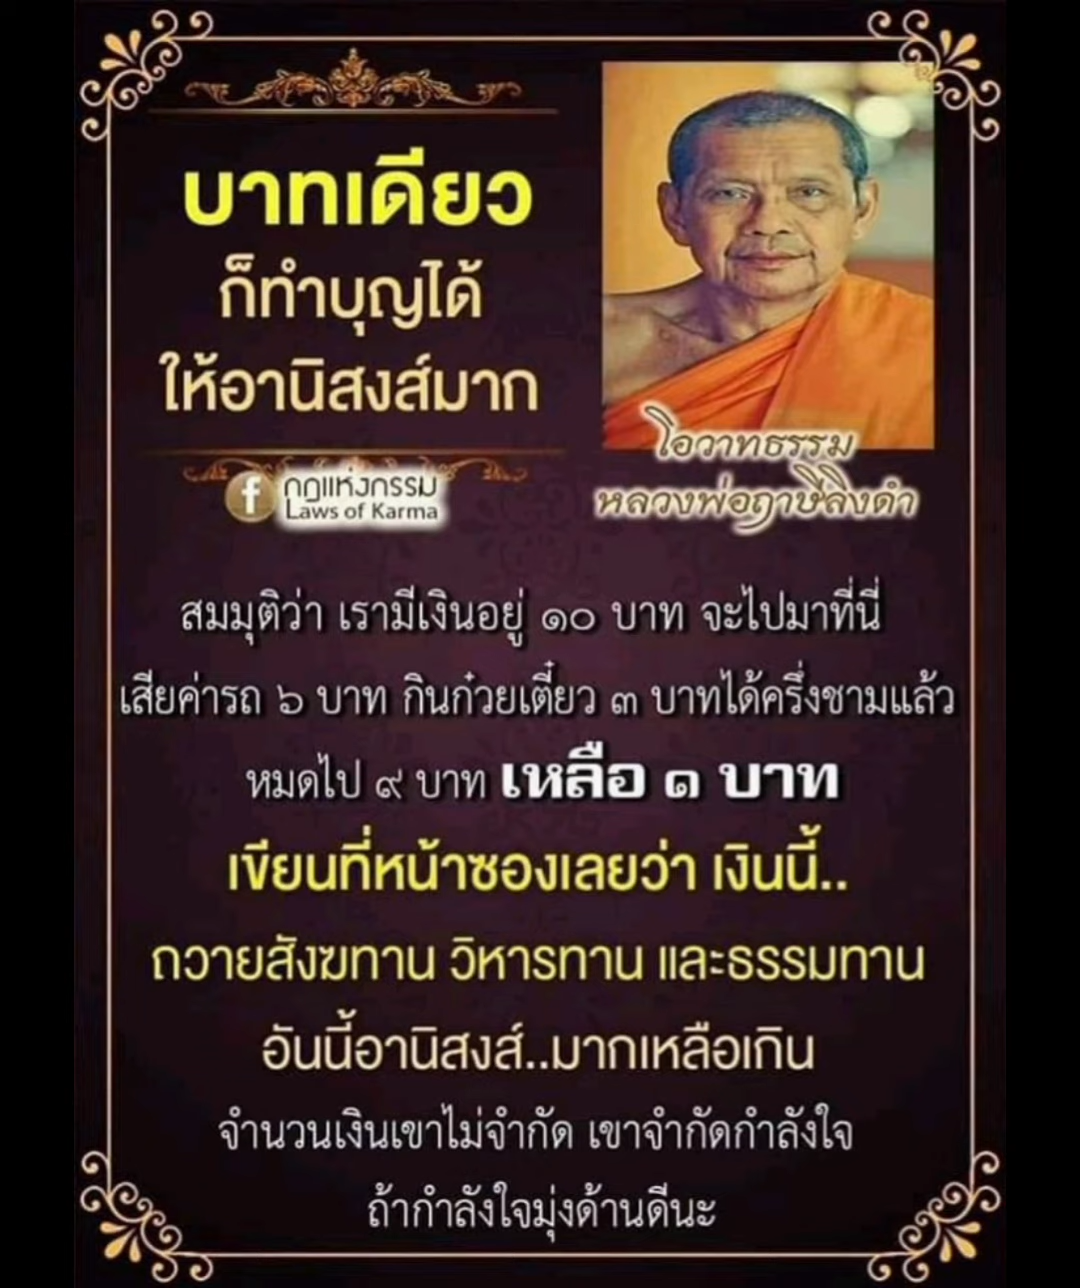 บาทเดียว
ก็ทำบุญได้
ให้อานิสงส์มาก
โอวาทธรรม
หลวงพ่อฤาษีลิงดำ
f กฎแห่งกรรม
Laws of Karma
สมมุติว่า เรามีเงินอยู่ ๑๐ บาท จะไปมาที่นี่
เสียค่ารถ ๖ บาท กินก๋วยเตี๋ยว ๓ บาทได้ครึ่งชามแล้ว
หมดไป ๙ บาท เหลือ ๑ บาท
เขียนที่หน้าซองเลยว่า เงินนี้..
ถวายสังฆทาน วิหารทาน และธรรมทาน
อันนี้อานิสงส์..มากเหลือเกิน
จำนวนเงินเขาไม่จำกัด เขาจำกัดกำลังใจ
ถ้ากำลังใจมุ่งด้านดีนะ